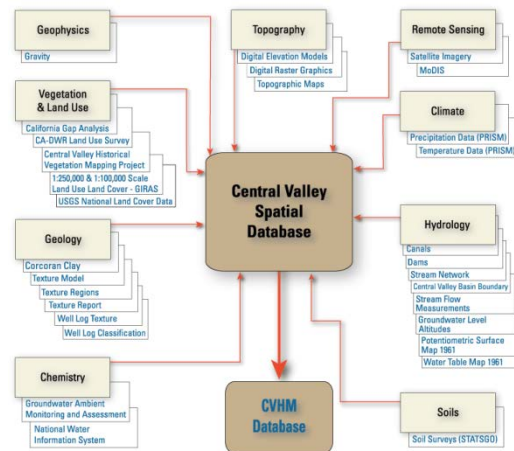 Geophysics
Gravity
Topography
Digital Elevation Models
Digital Raster Graphics
Topographic Maps
Remote Sensing
Satellite Imagery
MoDIS
Vegetation
& Land Use
California Gap Analysis
CA-DWR Land Use Survey
Central Valley Historical
Vegetation Mapping Project
1:250,000 & 1:100,000 Scale
Land Use Land Cover - GIRAS
USGS National Land Cover Data
Climate
Precipitation Data (PRISM)
Temperature Data (PRISM)
Central Valley
Spatial
Database
Geology
Corcoran Clay
Texture Model
Texture Regions
Texture Report
Well Log Texture
Well Log Classification
Hydrology
Canals
Dams
Stream Network
Central Valley Basin Boundary
Stream Flow
Measurements
Groundwater Level
Altitudes
Potentiometric Surface
Map 1961
Water Table Map 1961
Chemistry
Groundwater Ambient
Monitoring and Assessment
National Water
Information System
CVHM
Database
Soils
Soil Surveys (STATSGO)